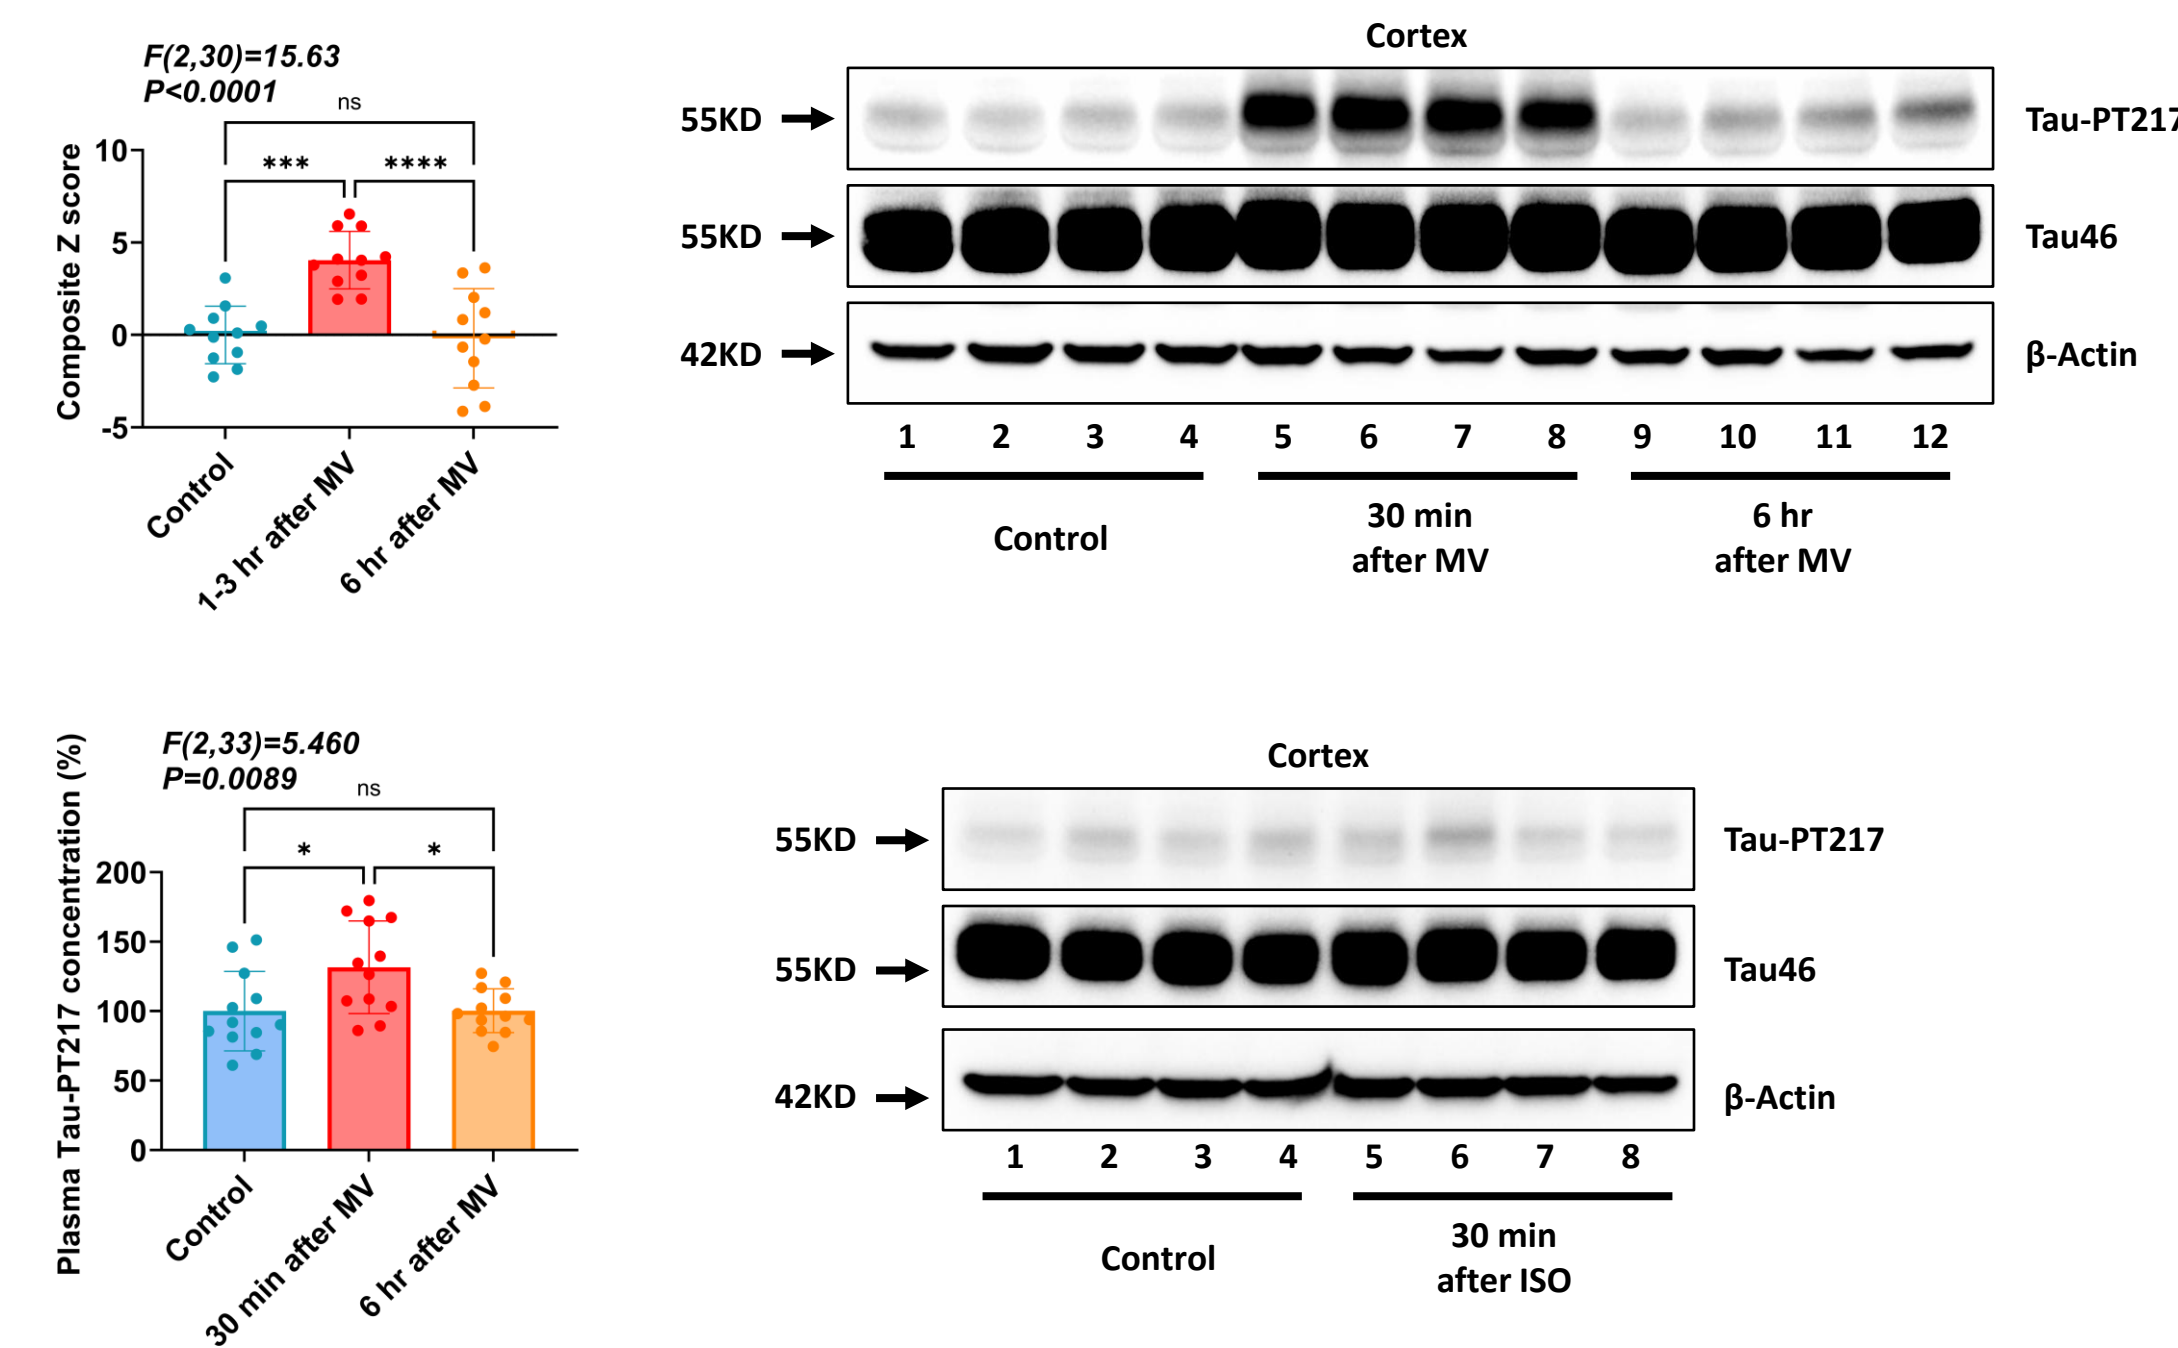 F(2,30)=15.63
P<0.0001
ns
*** ****
Composite Z score
10
5
0
-5
Control
1-3 hr after MV
6 hr after MV
Cortex
55KD
Tau-PT217
55KD
Tau46
42KD
β-Actin
1 2 3 4 5 6 7 8 9 10 11 12
Control
30 min
after MV
6 hr
after MV
F(2,33)=5.460
P=0.0089
ns
* *
Plasma Tau-PT217 concentration (%)
200
150
100
50
0
Control
30 min after MV
6 hr after MV
Cortex
55KD
Tau-PT217
55KD
Tau46
42KD
β-Actin
1 2 3 4 5 6 7 8
Control
30 min
after ISO